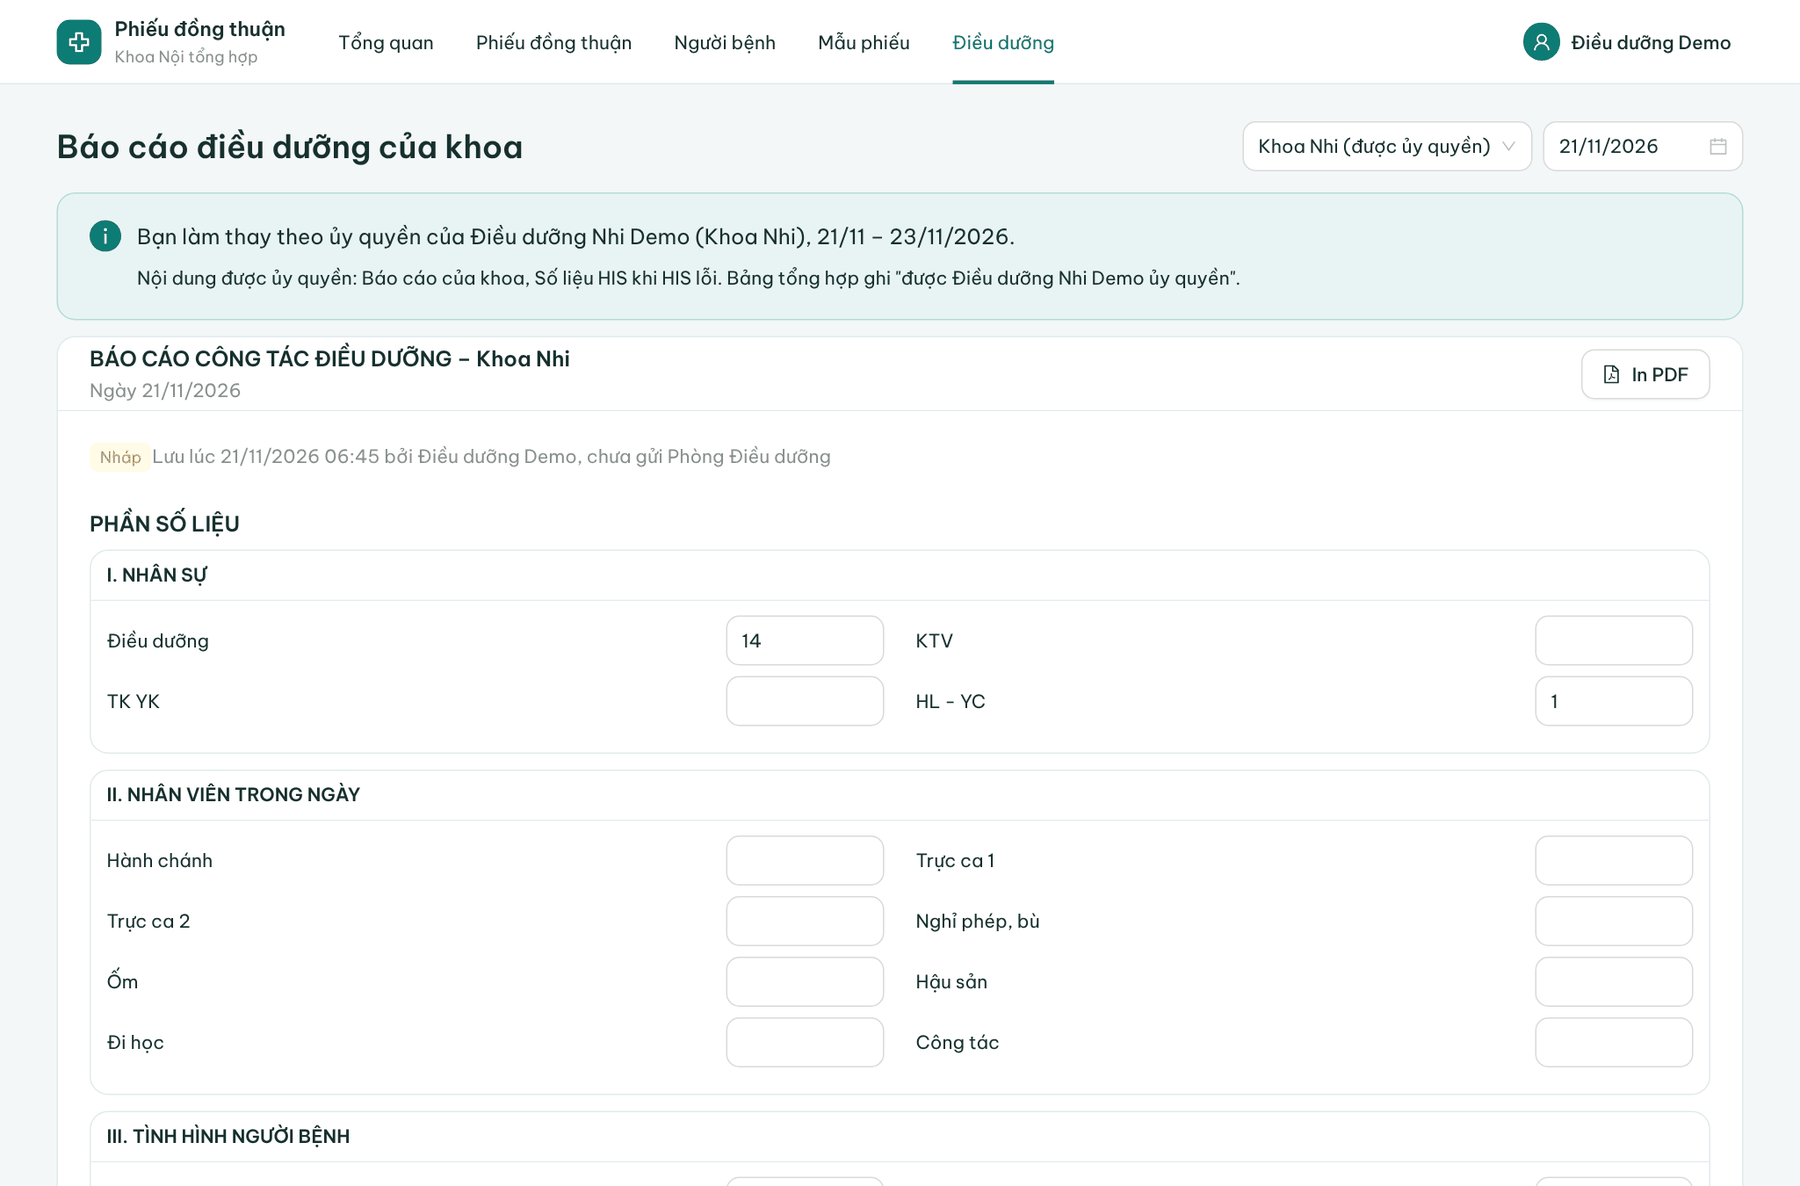 Phiếu đồng thuận
Khoa Nội tổng hợp
Tổng quan
Phiếu đồng thuận
Người bệnh
Mẫu phiếu
Điều dưỡng
Điều dưỡng Demo
Báo cáo điều dưỡng của khoa
Khoa Nhi (được ủy quyền)
21/11/2026
Bạn làm thay theo ủy quyền của Điều dưỡng Nhi Demo (Khoa Nhi), 21/11 – 23/11/2026.
Nội dung được ủy quyền: Báo cáo của khoa, Số liệu HIS khi HIS lỗi. Bảng tổng hợp ghi "được Điều dưỡng Nhi Demo ủy quyền".
BÁO CÁO CÔNG TÁC ĐIỀU DƯỠNG – Khoa Nhi
Ngày 21/11/2026
In PDF
Nháp Lưu lúc 21/11/2026 06:45 bởi Điều dưỡng Demo, chưa gửi Phòng Điều dưỡng
PHẦN SỐ LIỆU
I. NHÂN SỰ
Điều dưỡng 14 KTV
TK YK HL - YC 1
II. NHÂN VIÊN TRONG NGÀY
Hành chánh Trực ca 1
Trực ca 2 Nghỉ phép, bù
Ốm Hậu sản
Đi học Công tác
III. TÌNH HÌNH NGƯỜI BỆNH